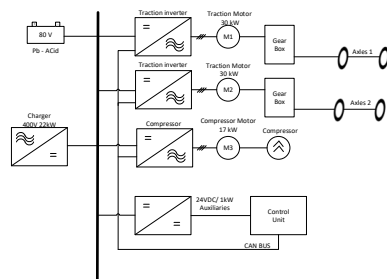 80 V
Pb - ACid
Traction inverter
Traction Motor
30 kW
M1
Gear
Box
Axles 1
Traction inverter
Traction Motor
30 kW
M2
Gear
Box
Axles 2
Charger
400V 22kW
Compressor
Compressor Motor
17 kW
M3
Compressor
24VDC/ 1kW
Auxiliaries
Control
Unit
CAN BUS